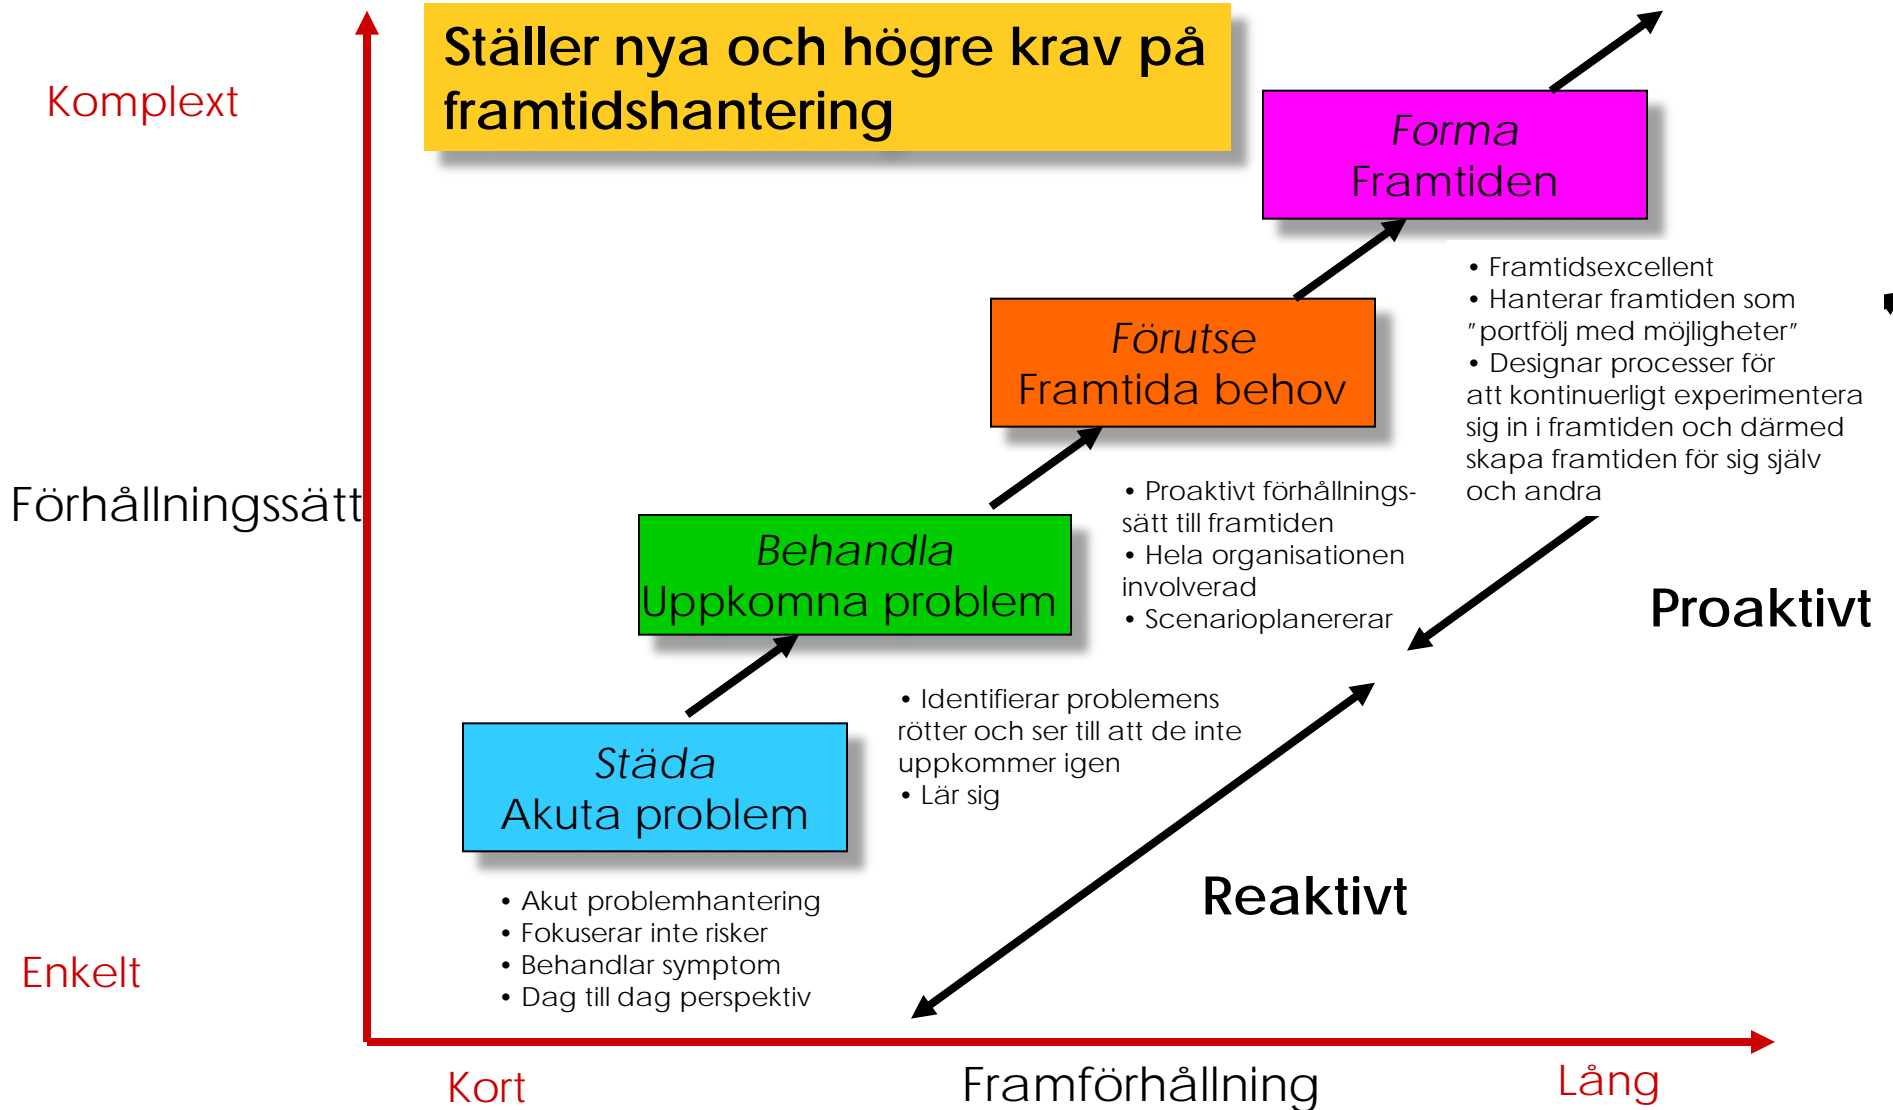 Ställer nya och högre krav på
framtidshantering
Komplext
Forma
Framtiden
• Framtidsexcellent
• Hanterar framtiden som
”portfölj med möjligheter”
• Designar processer för
att kontinuerligt experimentera
sig in i framtiden och därmed
skapa framtiden för sig själv
och andra
Förutse
Framtida behov
• Proaktivt förhållnings-
sätt till framtiden
• Hela organisationen
involverad
• Scenarioplanererar
Förhållningssätt
Behandla
Uppkomna problem
• Identifierar problemens
rötter och ser till att de inte
uppkommer igen
• Lär sig
Proaktivt
Städa
Akuta problem
• Akut problemhantering
• Fokuserar inte risker
• Behandlar symptom
• Dag till dag perspektiv
Reaktivt
Enkelt
Kort
Framförhållning
Lång